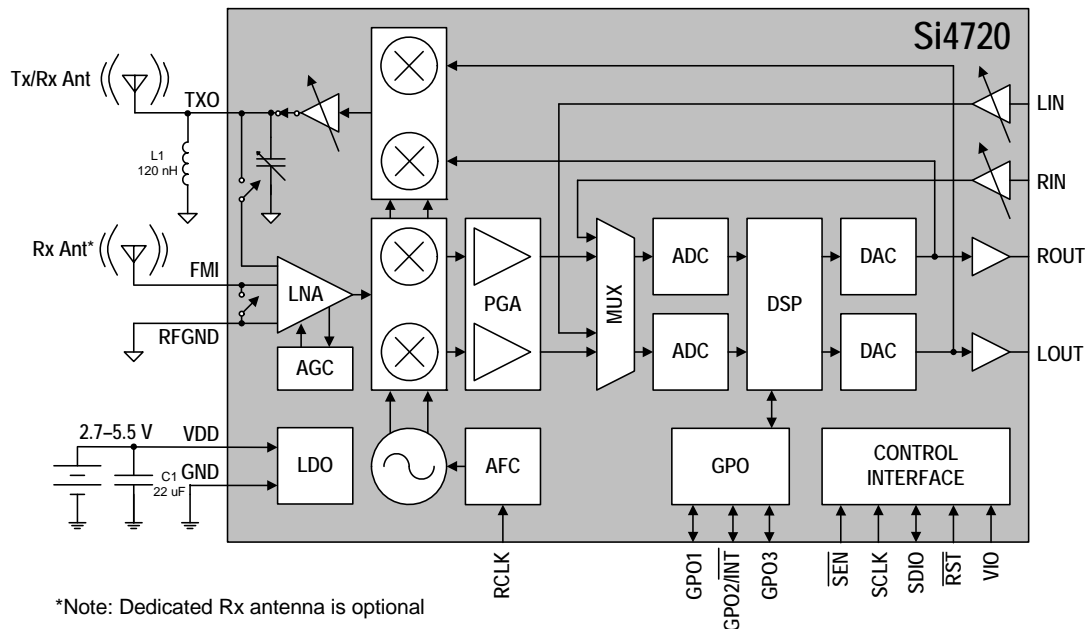 Si4720
Tx/Rx Ant
TXO
LIN
L1
120 nH
RIN
Rx Ant*
FMI
LNA
PGA
MUX
ADC
DSP
DAC
ROUT
RFGND
AGC
ADC
DAC
LOUT
2.7–5.5 V
VDD
LDO
AFC
GPO
CONTROL
INTERFACE
C1
22 uF
GND
RCLK
GPO1
GPO2/INT
GPO3
SEN
SCLK
SDIO
RST
VIO
*Note: Dedicated Rx antenna is optional